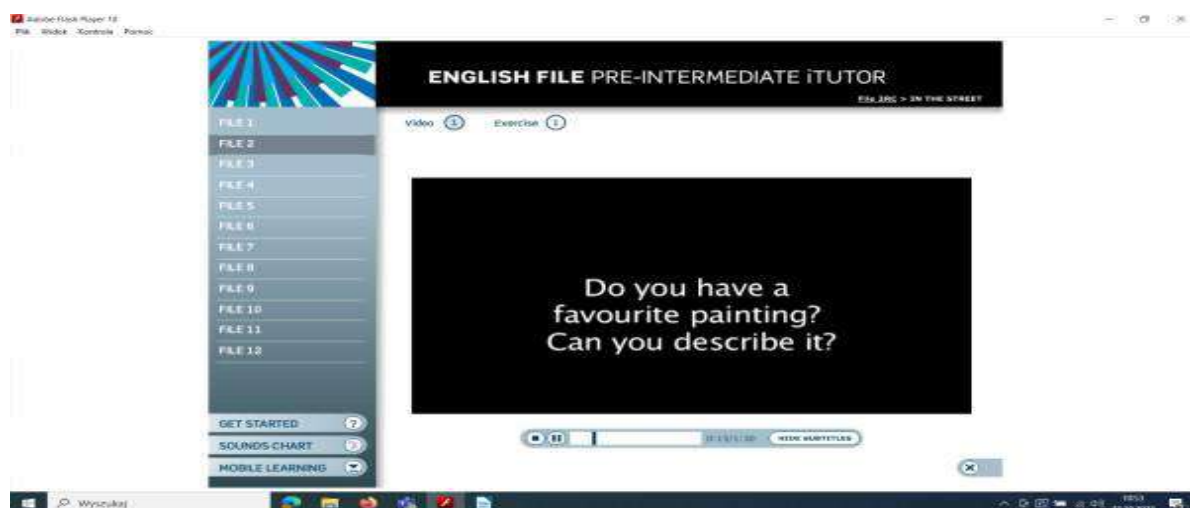 Adobe Flash Player 10
Plik Widok Kontrola Pomoc
ENGLISH FILE PRE-INTERMEDIATE iTUTOR
> IN THE STREET
Video 1 Exercise 1
FILE 1
FILE 2
FILE 3
FILE 4
FILE 5
FILE 6
FILE 7
FILE 8
FILE 9
FILE 10
FILE 11
FILE 12
Do you have a
favourite painting?
Can you describe it?
GET STARTED ?
SOUNDS CHART
MOBILE LEARNING
HIDE SUBTITLES
Wyszukaj